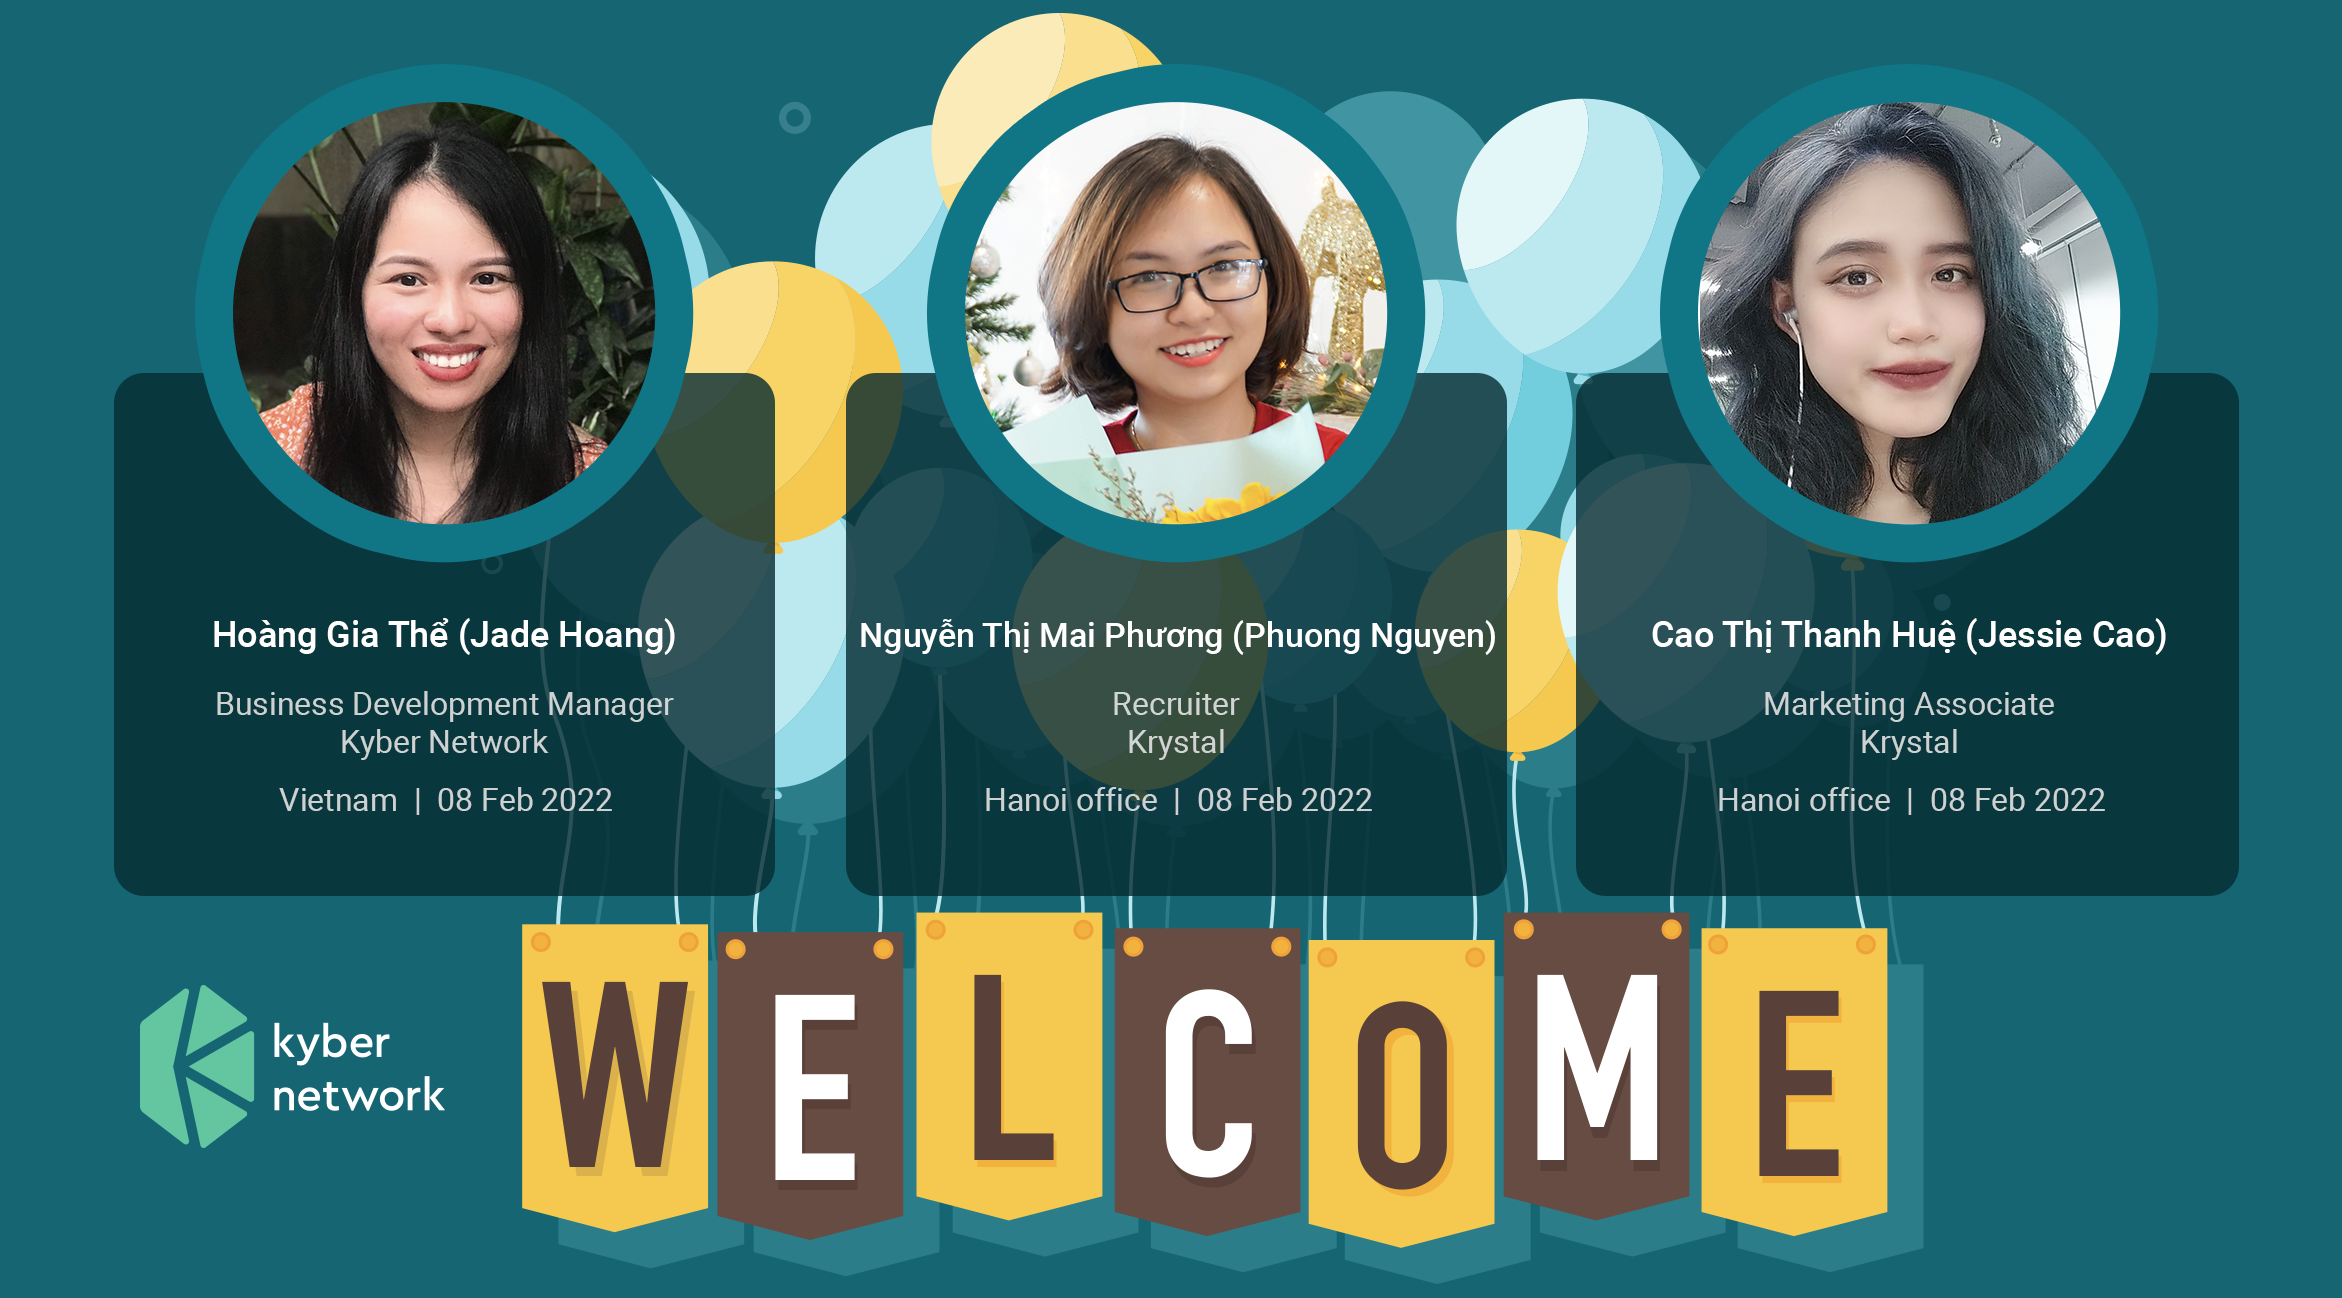 Hoàng Gia Thể (Jade Hoang)
Business Development Manager
Kyber Network
Vietnam | 08 Feb 2022
Nguyễn Thị Mai Phương (Phuong Nguyen)
Recruiter
Krystal
Hanoi office | 08 Feb 2022
Cao Thị Thanh Huệ (Jessie Cao)
Marketing Associate
Krystal
Hanoi office | 08 Feb 2022
kyber
network
WELCOME